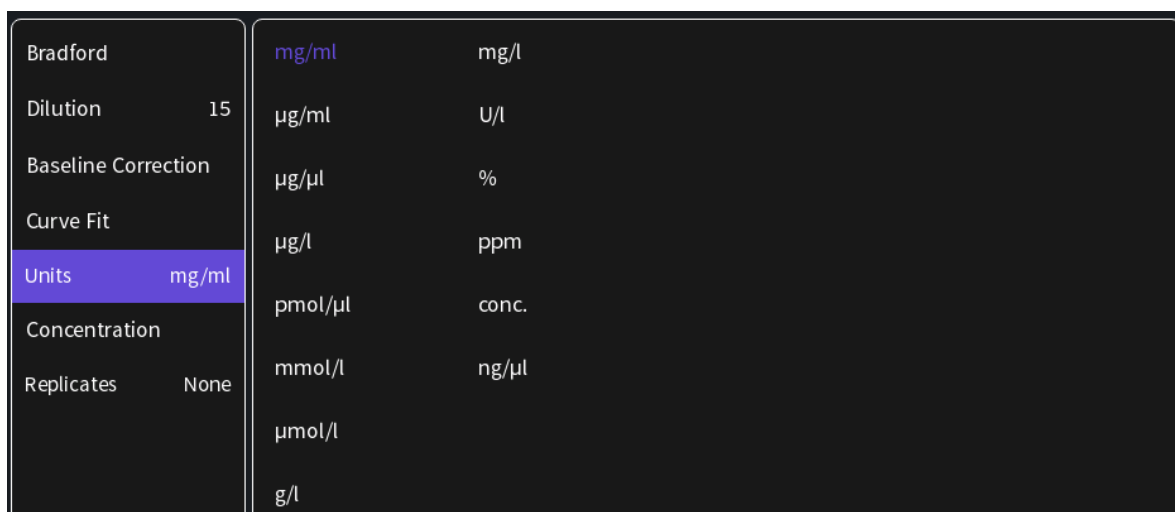 Bradford
Dilution 15
Baseline Correction
Curve Fit
Units mg/ml
Concentration
Replicates None
mg/ml mg/l
µg/ml U/l
µg/µl %
µg/l ppm
pmol/µl conc.
mmol/l ng/µl
µmol/l
g/l